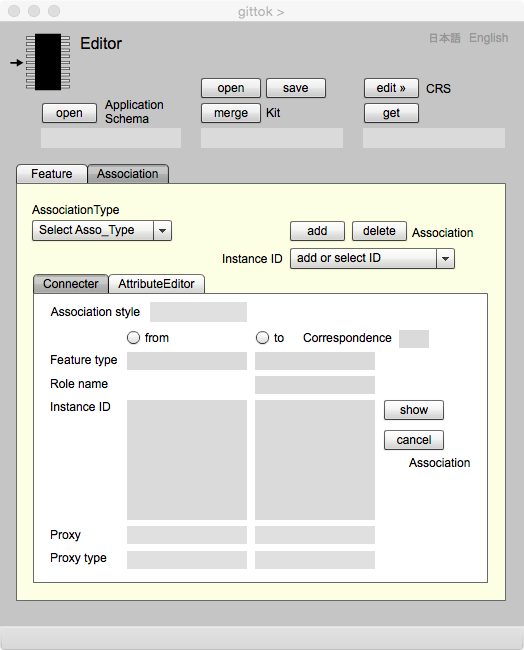 gittok >
Editor
日本語 English
open save
edit » CRS
open Application
Schema
merge Kit
get
Feature Association
AssociationType
Select Asso_Type
add delete Association
Instance ID add or select ID
Connecter AttributeEditor
Association style
from to Correspondence
Feature type
Role name
Instance ID
show
cancel
Association
Proxy
Proxy type